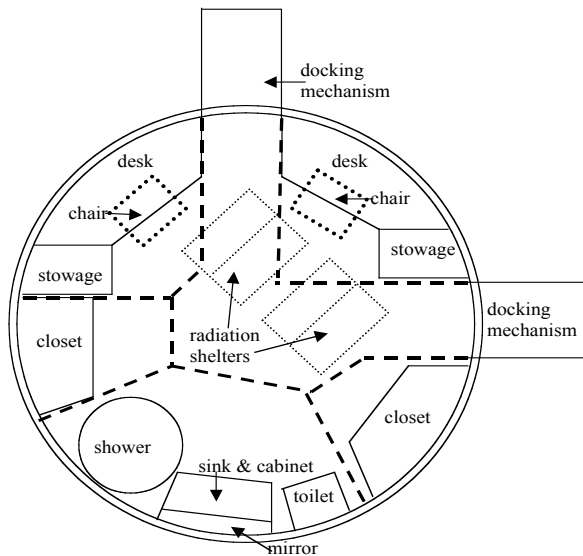 docking
mechanism
desk
desk
chair
chair
stowage
stowage
radiation
shelters
docking
mechanism
closet
closet
shower
sink & cabinet
toilet
mirror